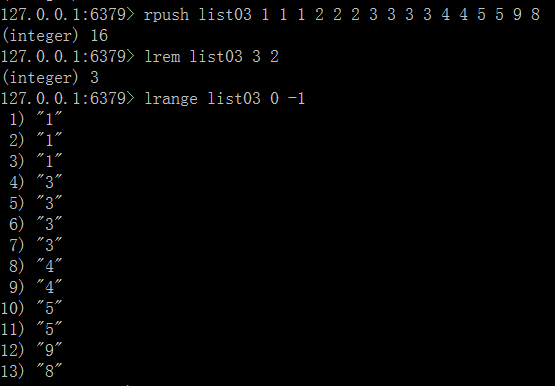 127.0.0.1:6379> rpush list03 1 1 1 2 2 2 3 3 3 3 4 4 5 5 9 8
(integer) 16
127.0.0.1:6379> lrem list03 3 2
(integer) 3
127.0.0.1:6379> lrange list03 0 -1
1) "1"
2) "1"
3) "1"
4) "3"
5) "3"
6) "3"
7) "3"
8) "4"
9) "4"
10) "5"
11) "5"
12) "9"
13) "8"